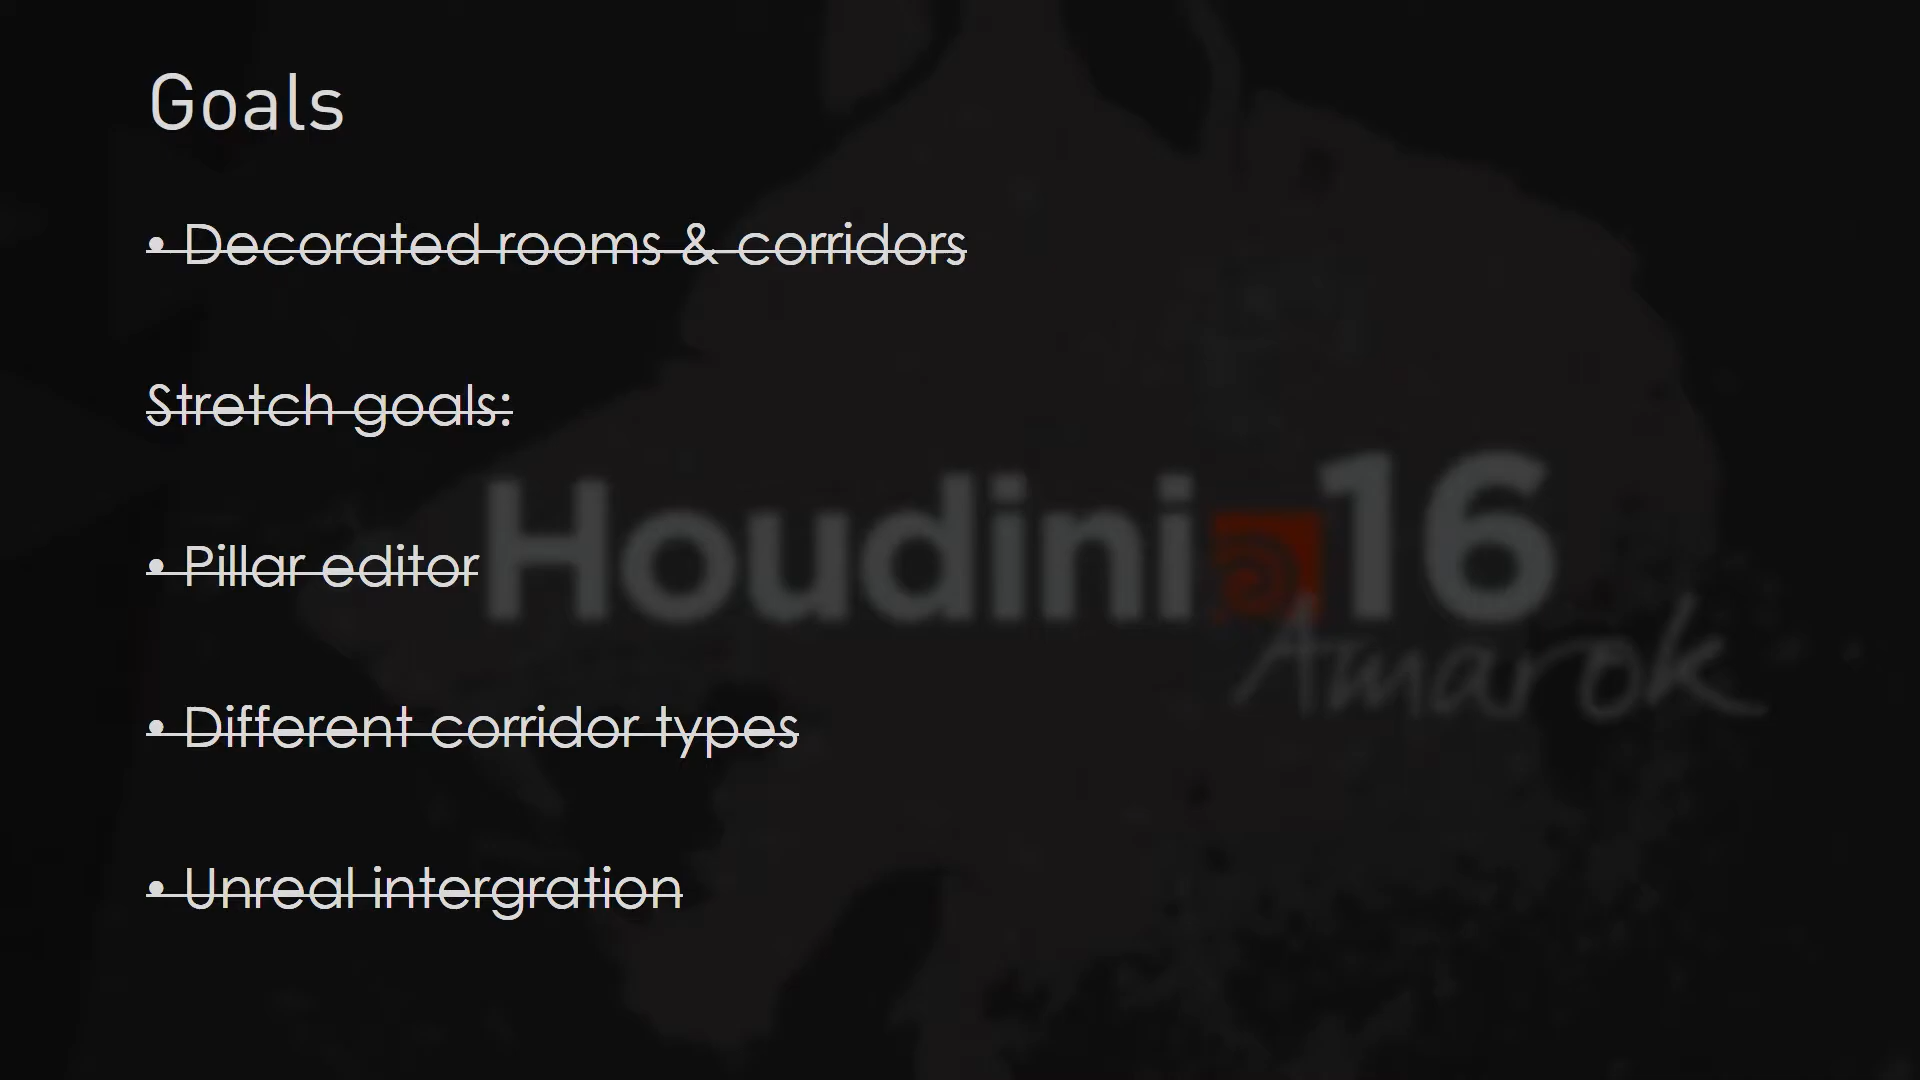 Goals
• Decorated rooms & corridors
Stretch goals:
• Pillar editor
Houdini 16
Amarok
• Different corridor types
• Unreal intergration